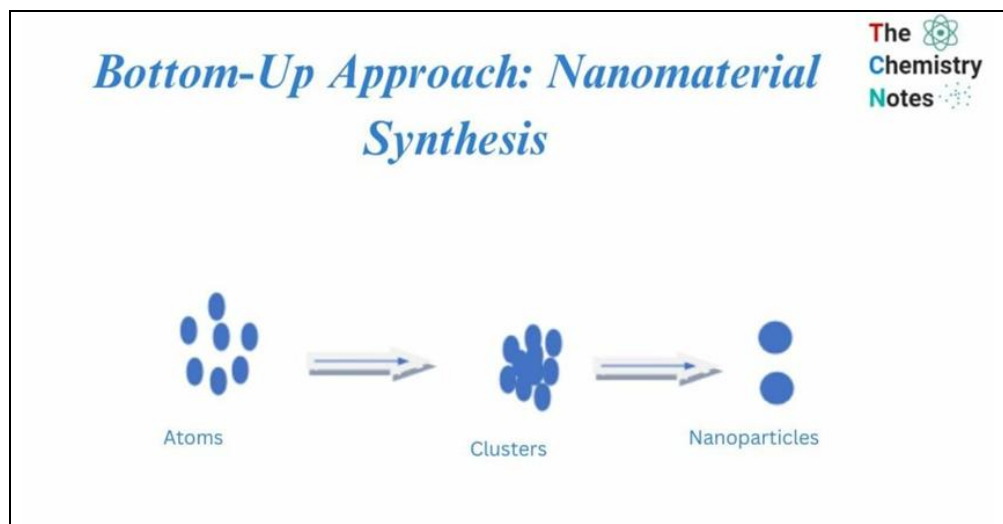 Bottom-Up Approach: Nanomaterial
Synthesis
The
Chemistry
Notes
Atoms
Clusters
Nanoparticles